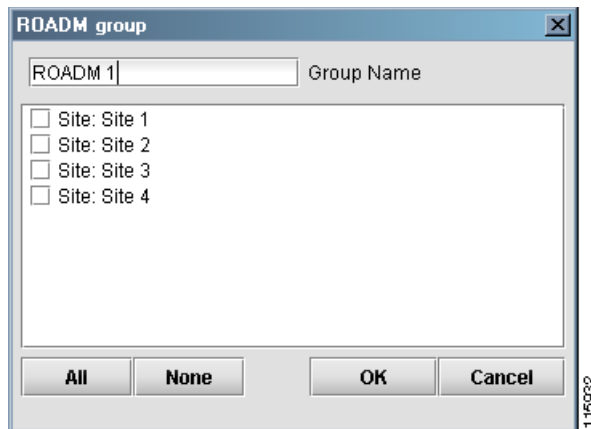 ROADM group
ROADM 1 Group Name
Site: Site 1
Site: Site 2
Site: Site 3
Site: Site 4
All None OK Cancel
115932